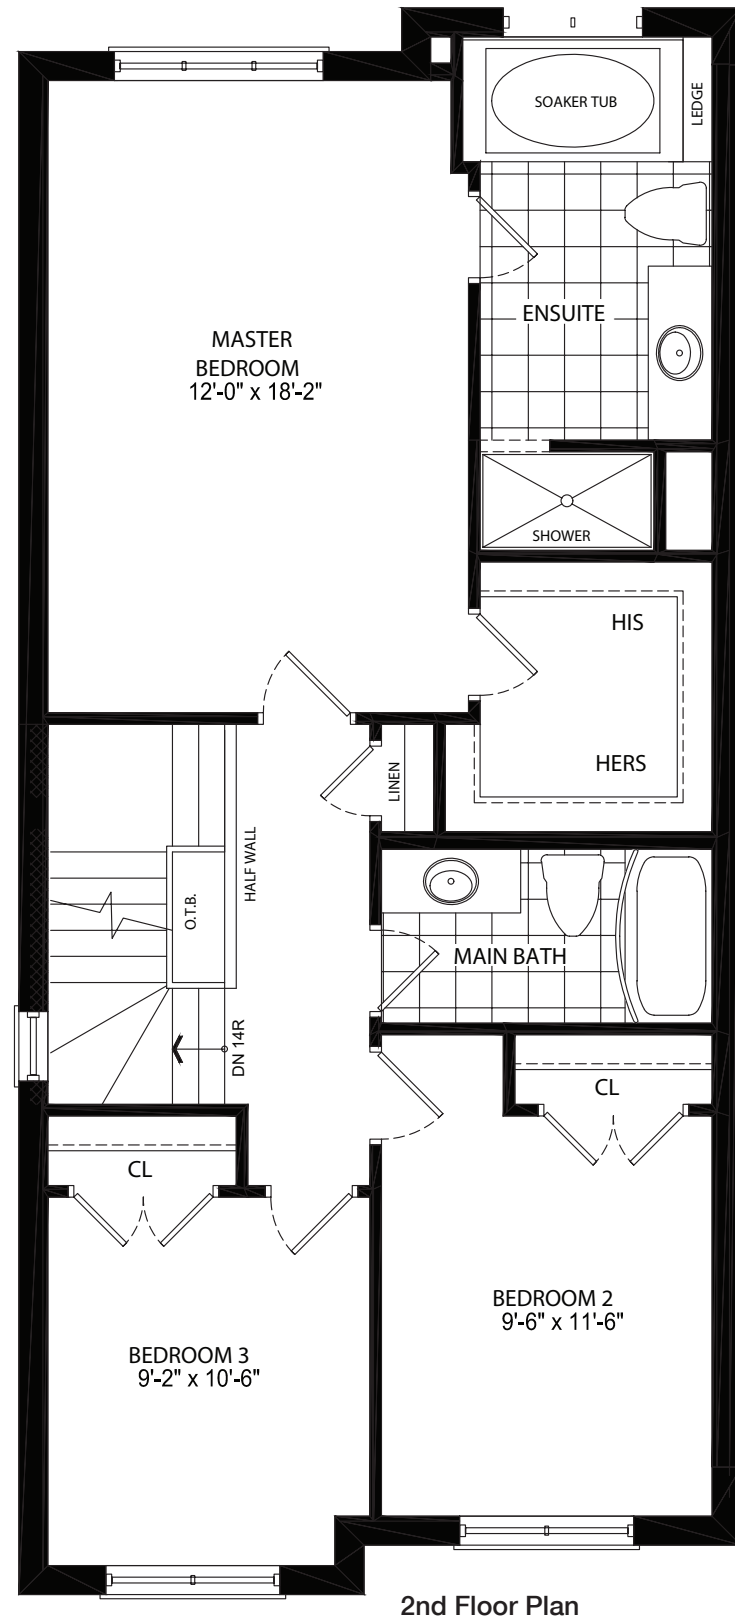 SOAKER TUB
LEDGE
ENSUITE
MASTER
BEDROOM
12'-0" x 18'-2"
SHOWER
HIS
HERS
LINEN
HALF WALL
O.T.B.
MAIN BATH
DN 14R
CL
CL
BEDROOM 2
9'-6" x 11'-6"
BEDROOM 3
9'-2" x 10'-6"
2nd Floor Plan